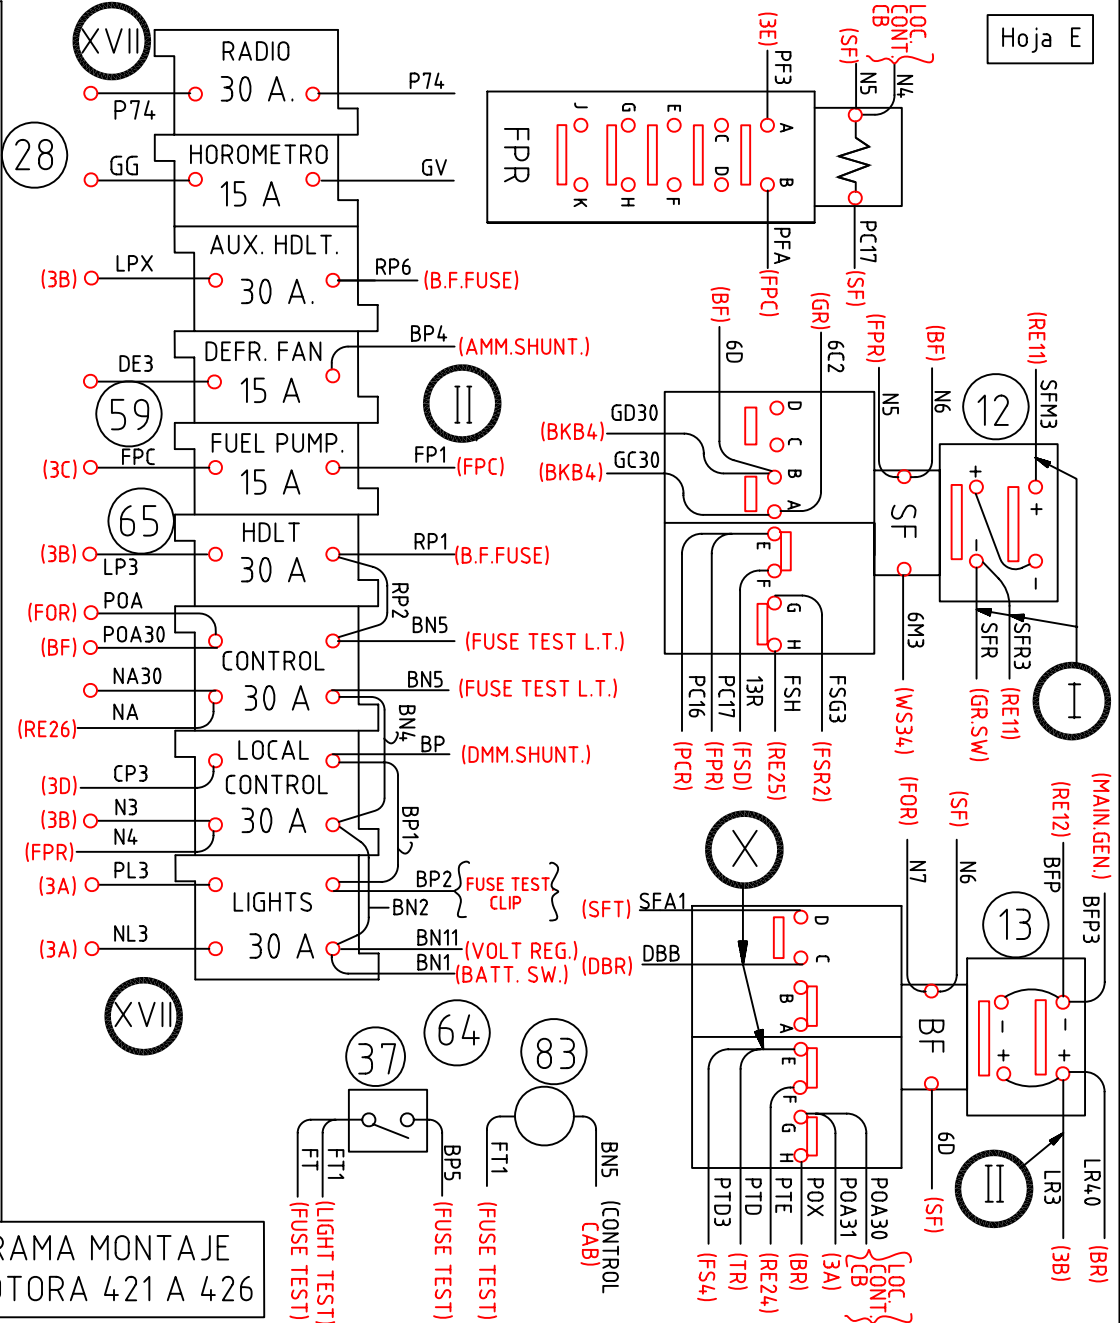 Hoja E
XVII
RADIO
30 A.
P74
P74
28
HOROMETRO
15 A
GG
GV
AUX. HDLT.
30 A.
(3B)
LPX
RP6
(B.F.FUSE)
DEFR. FAN
15 A
DE3
BP4
(AMM.SHUNT.)
59
II
FUEL PUMP.
15 A
(3C)
FPC
FP1
(FPC)
65
HDLT
30 A
(3B)
LP3
RP1
(B.F.FUSE)
RP2
(FOR)
POA
(BF)
POA30
BN5
(FUSE TEST L.T.)
CONTROL
30 A
NA30
NA
(RE26)
BN5
(FUSE TEST L.T.)
BN4
LOCAL
CONTROL
30 A
BP
(DMM.SHUNT.)
(3D)
CP3
(3B)
N3
(FPR)
N4
BP1
LIGHTS
30 A
(3A)
PL3
BP2
FUSE TEST
CLIP
BN2
(3A)
NL3
BN11
(VOLT REG.)
BN1
(BATT. SW.)
XVII
64
37
83
FT
FT1
BP5
FT1
BN5
(FUSE TEST)
(LIGHT TEST)
(FUSE TEST)
(FUSE TEST)
(CONTROL
CAB)
RAMA MONTAJE
OTORA 421 A 426
(3E)
PF3
(SF)
N5
N4
LOC.
CONT.
CB
FPR
J
G
E
C
A
K
H
F
D
B
PFA
(FPC)
PC17
(SF)
(BF)
6D
(GR)
6C2
(FPR)
N5
(BF)
N6
12
(RE11)
SFM3
(BKB4)
GD30
(BKB4)
GC30
D
C
B
A
E
F
G
H
SF
+
-
+
-
PC16
PC17
13R
FSH
FSG3
6M3
SFR
SFR3
(PCR)
(FPR)
(FSD)
(RE25)
(FSR2)
(WS34)
(GR.SW)
(RE11)
I
X
(FOR)
N7
(SF)
N6
(RE12)
BFP
(MAIN.GEN.)
BFP3
13
(SFT)
SFA1
(DBR)
DBB
D
C
B
A
E
F
G
H
BF
-
+
-
+
PTD3
PTD
PTE
POX
POA31
POA30
6D
II
LR3
LR40
(FS4)
(TR)
(RE24)
(BR)
(3A)
LOC.
CONT.
CB
(SF)
(3B)
(BR)